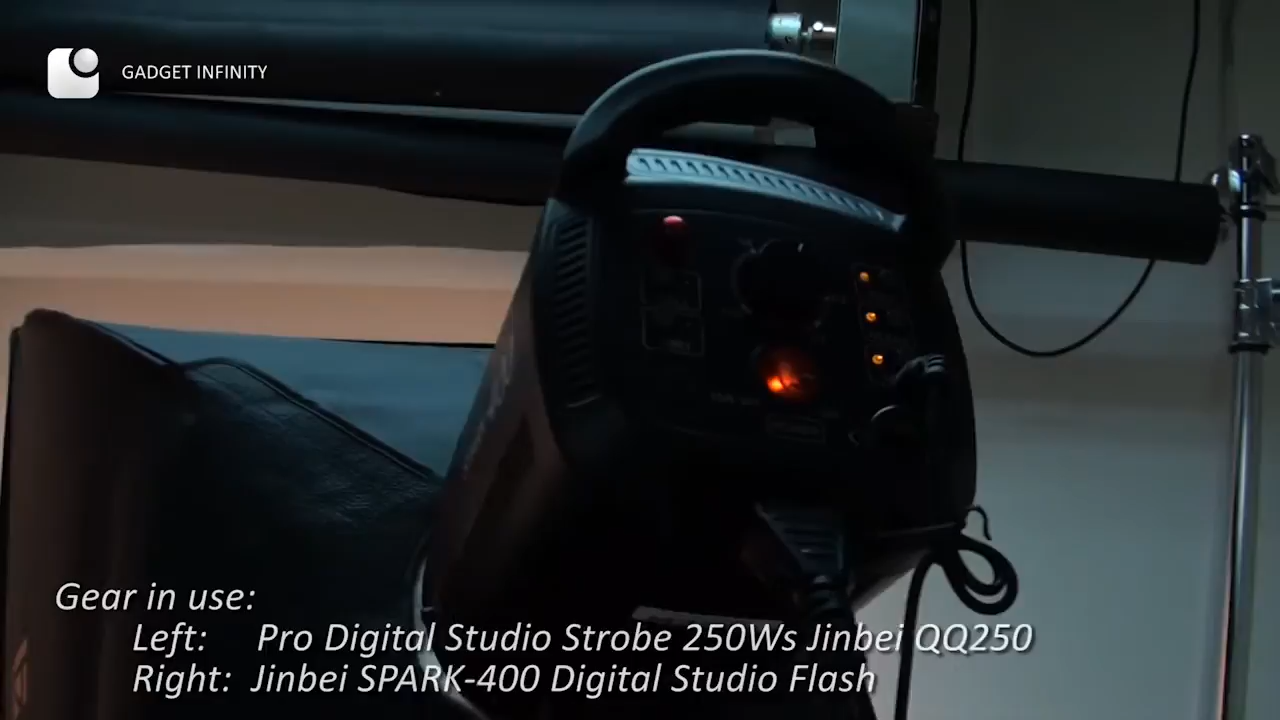 GADGET INFINITY
Gear in use:
Left: Pro Digital Studio Strobe 250Ws Jinbei QQ250
Right: Jinbei SPARK-400 Digital Studio Flash